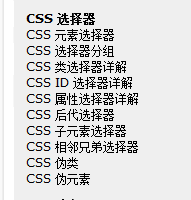 CSS 选择器
CSS 元素选择器
CSS 选择器分组
CSS 类选择器详解
CSS ID 选择器详解
CSS 属性选择器详解
CSS 后代选择器
CSS 子元素选择器
CSS 相邻兄弟选择器
CSS 伪类
CSS 伪元素